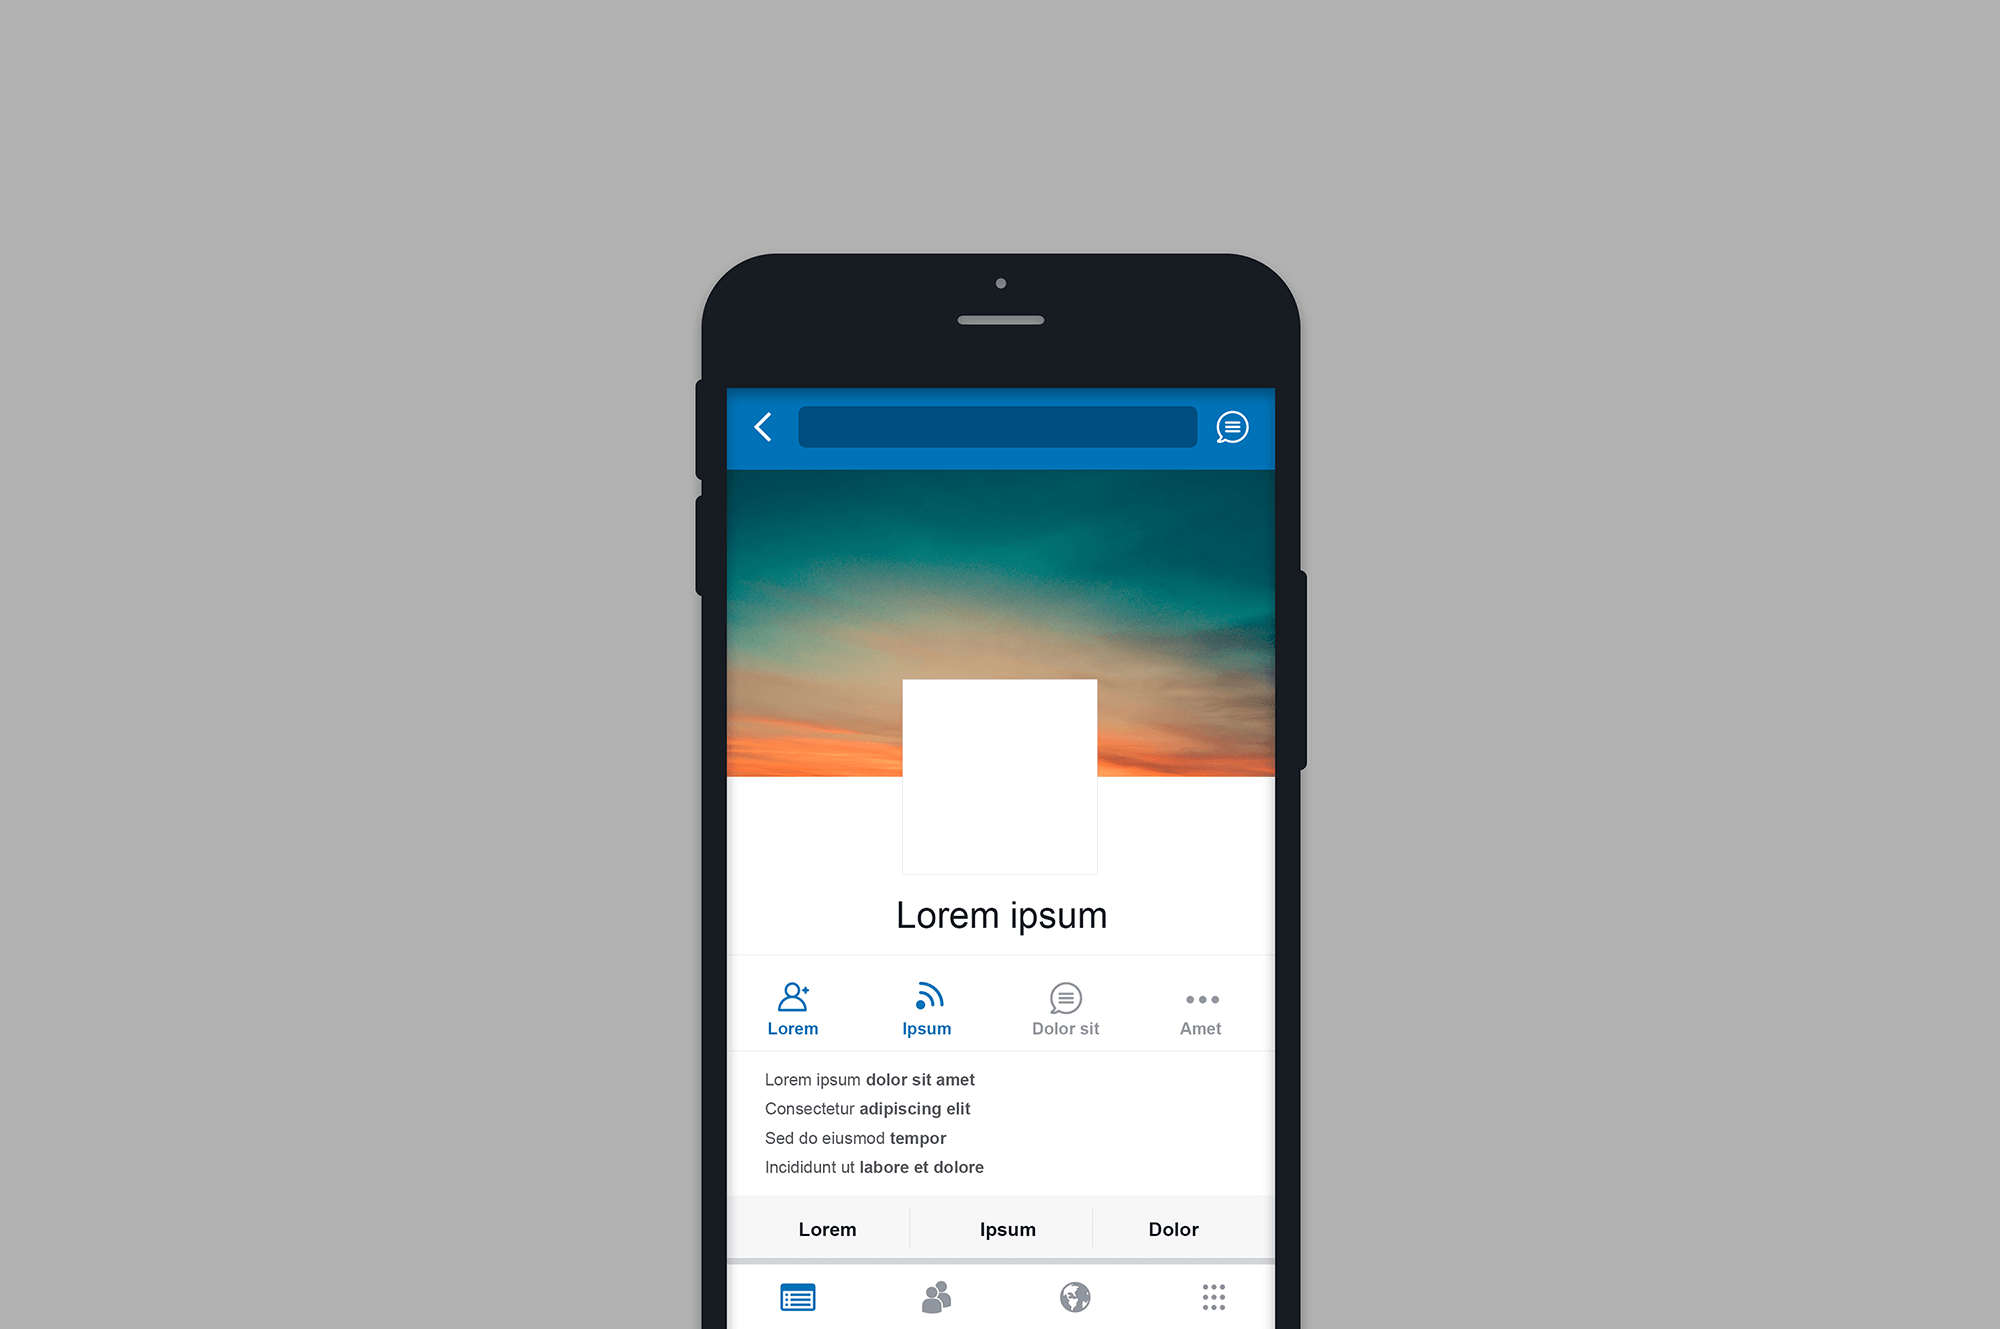 Lorem ipsum
Lorem Ipsum Dolor sit Amet
Lorem ipsum dolor sit amet
Consectetur adipiscing elit
Sed do eiusmod tempor
Incididunt ut labore et dolore
Lorem Ipsum Dolor